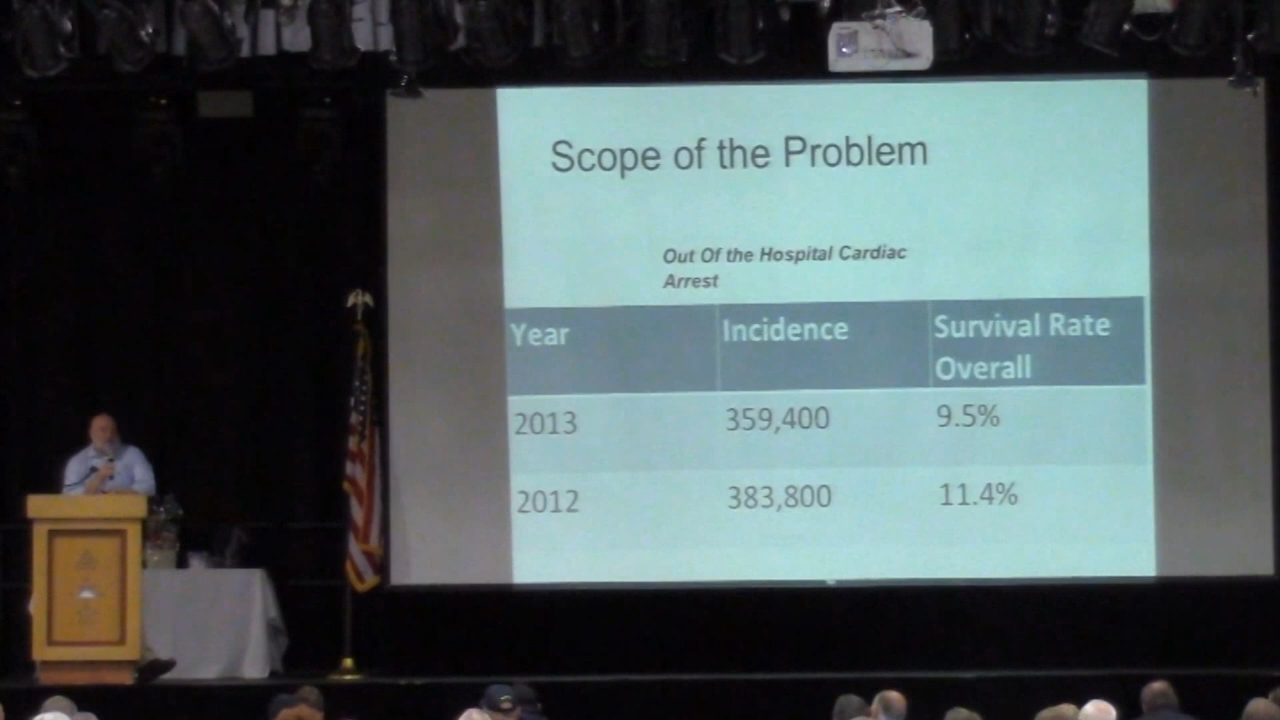 Scope of the Problem
Out Of the Hospital Cardiac
Arrest
Year Incidence Survival Rate
Overall
2013 359,400 9.5%
2012 383,800 11.4%